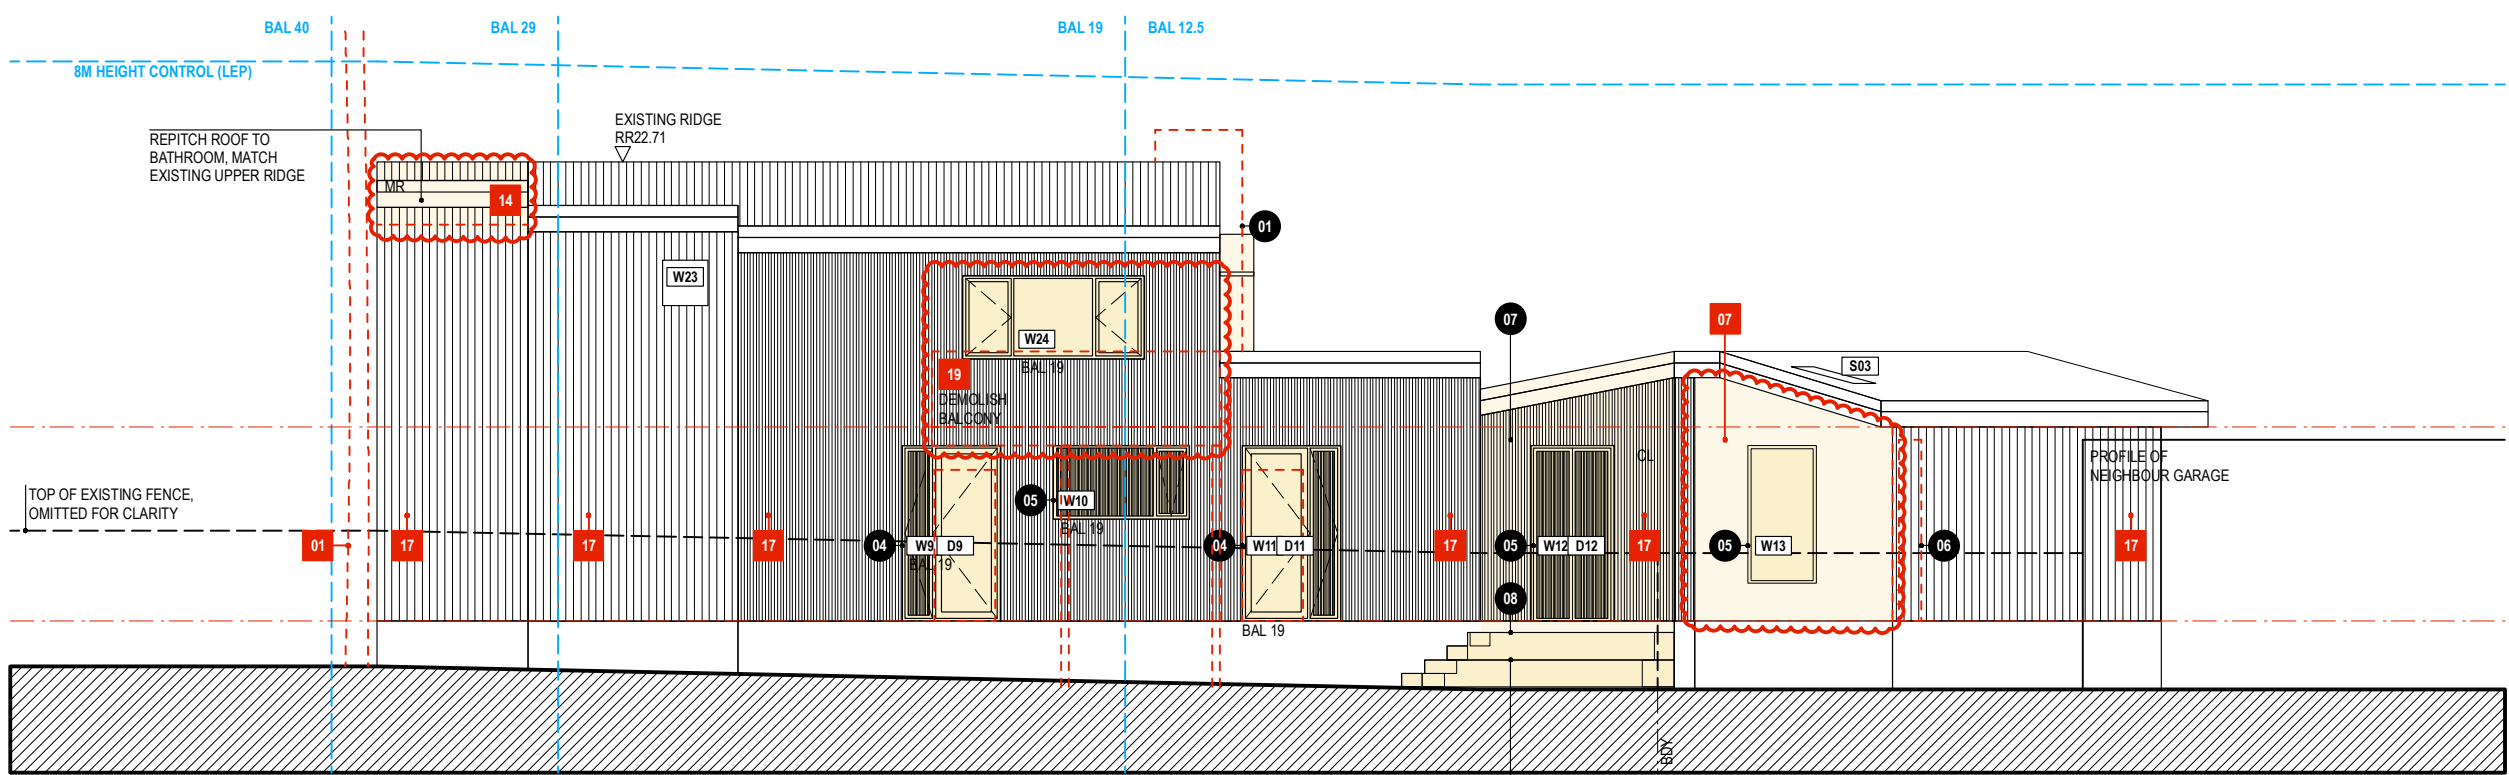 BAL 40
BAL 29
BAL 19
BAL 12.5
8M HEIGHT CONTROL (LEP)
REPITCH ROOF TO
BATHROOM, MATCH
EXISTING UPPER RIDGE
EXISTING RIDGE
RR22.71
MR
14
01
W23
W24
BAL 19
19
DEMOLISH
BALCONY
07
07
S03
CL
PROFILE OF
NEIGHBOUR GARAGE
TOP OF EXISTING FENCE,
OMITTED FOR CLARITY
05
W10
BAL 19
01
17
17
17
04
W9
D9
BAL 19
04
W11
D11
17
05
W12
D12
17
05
W13
06
17
08
BAL 19
BDY